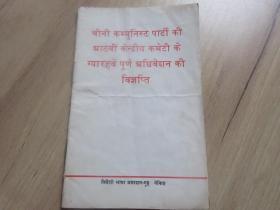 चीनी कम्युनिस्ट पार्टी की
आठवीं केन्द्रीय कमेटी के
ग्यारहवें पूर्ण अधिवेशन की
विज्ञप्ति
विदेशी भाषा प्रकाशन-गृह पेकिंग